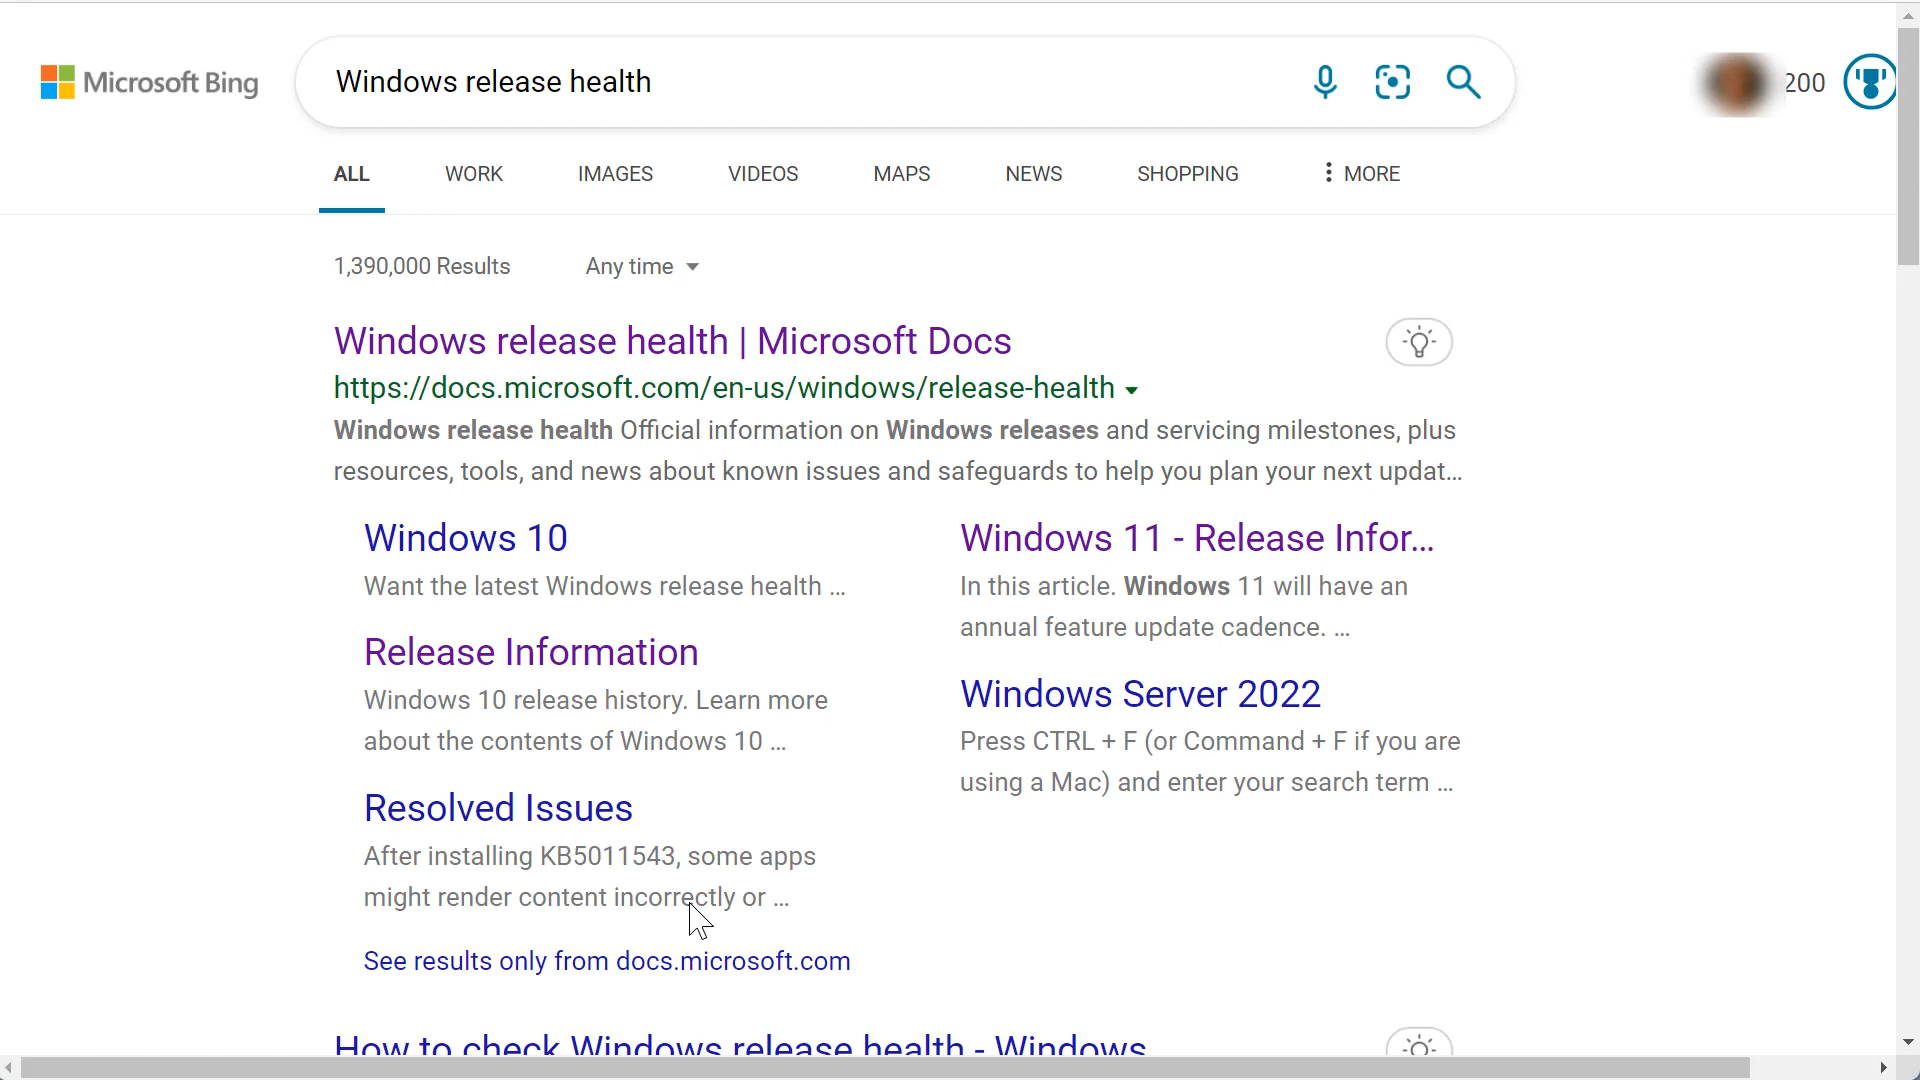 Microsoft Bing
Windows release health
200
ALL WORK IMAGES VIDEOS MAPS NEWS SHOPPING MORE
1,390,000 Results Any time
Windows release health | Microsoft Docs
https://docs.microsoft.com/en-us/windows/release-health
Windows release health Official information on Windows releases and servicing milestones, plus
resources, tools, and news about known issues and safeguards to help you plan your next updat...
Windows 10
Want the latest Windows release health ...
Release Information
Windows 10 release history. Learn more
about the contents of Windows 10 ...
Resolved Issues
After installing KB5011543, some apps
might render content incorrectly or ...
Windows 11 - Release Infor...
In this article. Windows 11 will have an
annual feature update cadence. ...
Windows Server 2022
Press CTRL + F (or Command + F if you are
using a Mac) and enter your search term ...
See results only from docs.microsoft.com
How to check Windows release health - Windows